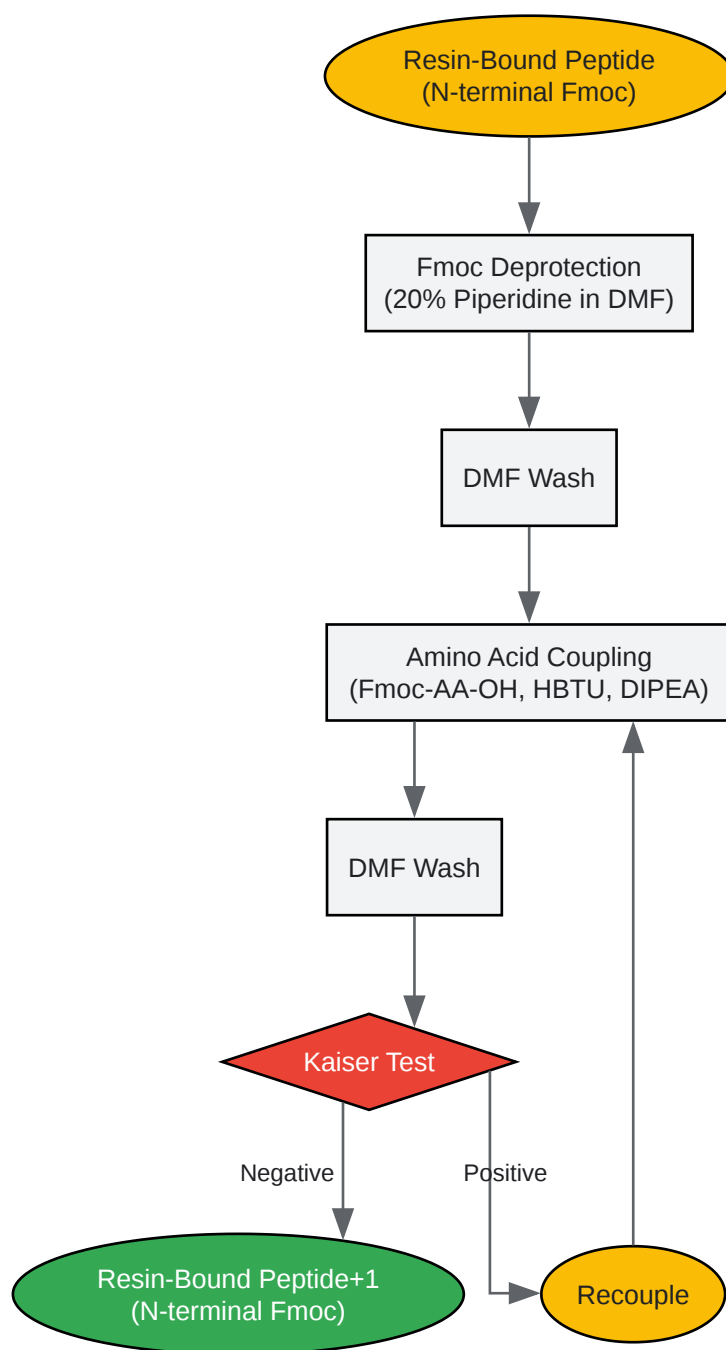 Resin-Bound Peptide
(N-terminal Fmoc)
Fmoc Deprotection
(20% Piperidine in DMF)
DMF Wash
Amino Acid Coupling
(Fmoc-AA-OH, HBTU, DIPEA)
DMF Wash
Kaiser Test
Negative
Positive
Resin-Bound Peptide+1
(N-terminal Fmoc)
Recouple